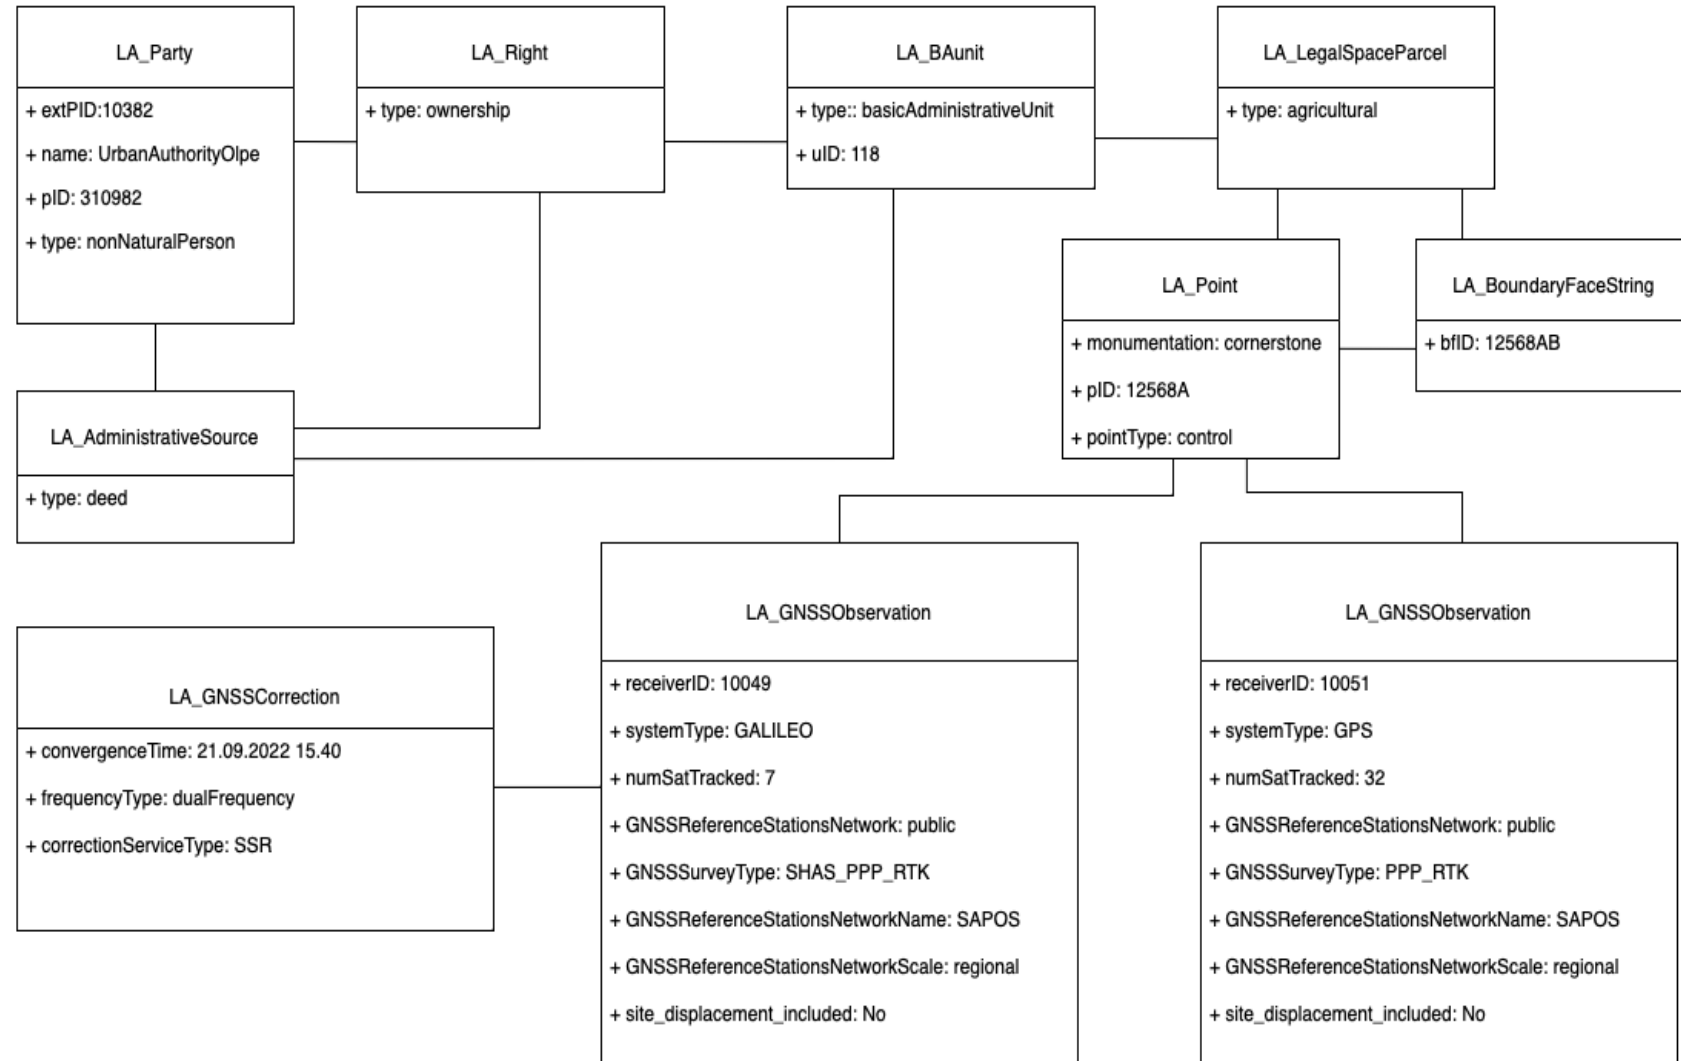 LA_Party
+ extPID:10382
+ name: UrbanAuthorityOlpe
+ pID: 310982
+ type: nonNaturalPerson
LA_Right
+ type: ownership
LA_BAunit
+ type:: basicAdministrativeUnit
+ uID: 118
LA_LegalSpaceParcel
+ type: agricultural
LA_Point
+ monumentation: cornerstone
+ pID: 12568A
+ pointType: control
LA_BoundaryFaceString
+ bfID: 12568AB
LA_AdministrativeSource
+ type: deed
LA_GNSSCorrection
+ convergenceTime: 21.09.2022 15.40
+ frequencyType: dualFrequency
+ correctionServiceType: SSR
LA_GNSSObservation
+ receiverID: 10049
+ systemType: GALILEO
+ numSatTracked: 7
+ GNSSReferenceStationsNetwork: public
+ GNSSSurveyType: SHAS_PPP_RTK
+ GNSSReferenceStationsNetworkName: SAPOS
+ GNSSReferenceStationsNetworkScale: regional
+ site_displacement_included: No
LA_GNSSObservation
+ receiverID: 10051
+ systemType: GPS
+ numSatTracked: 32
+ GNSSReferenceStationsNetwork: public
+ GNSSSurveyType: PPP_RTK
+ GNSSReferenceStationsNetworkName: SAPOS
+ GNSSReferenceStationsNetworkScale: regional
+ site_displacement_included: No